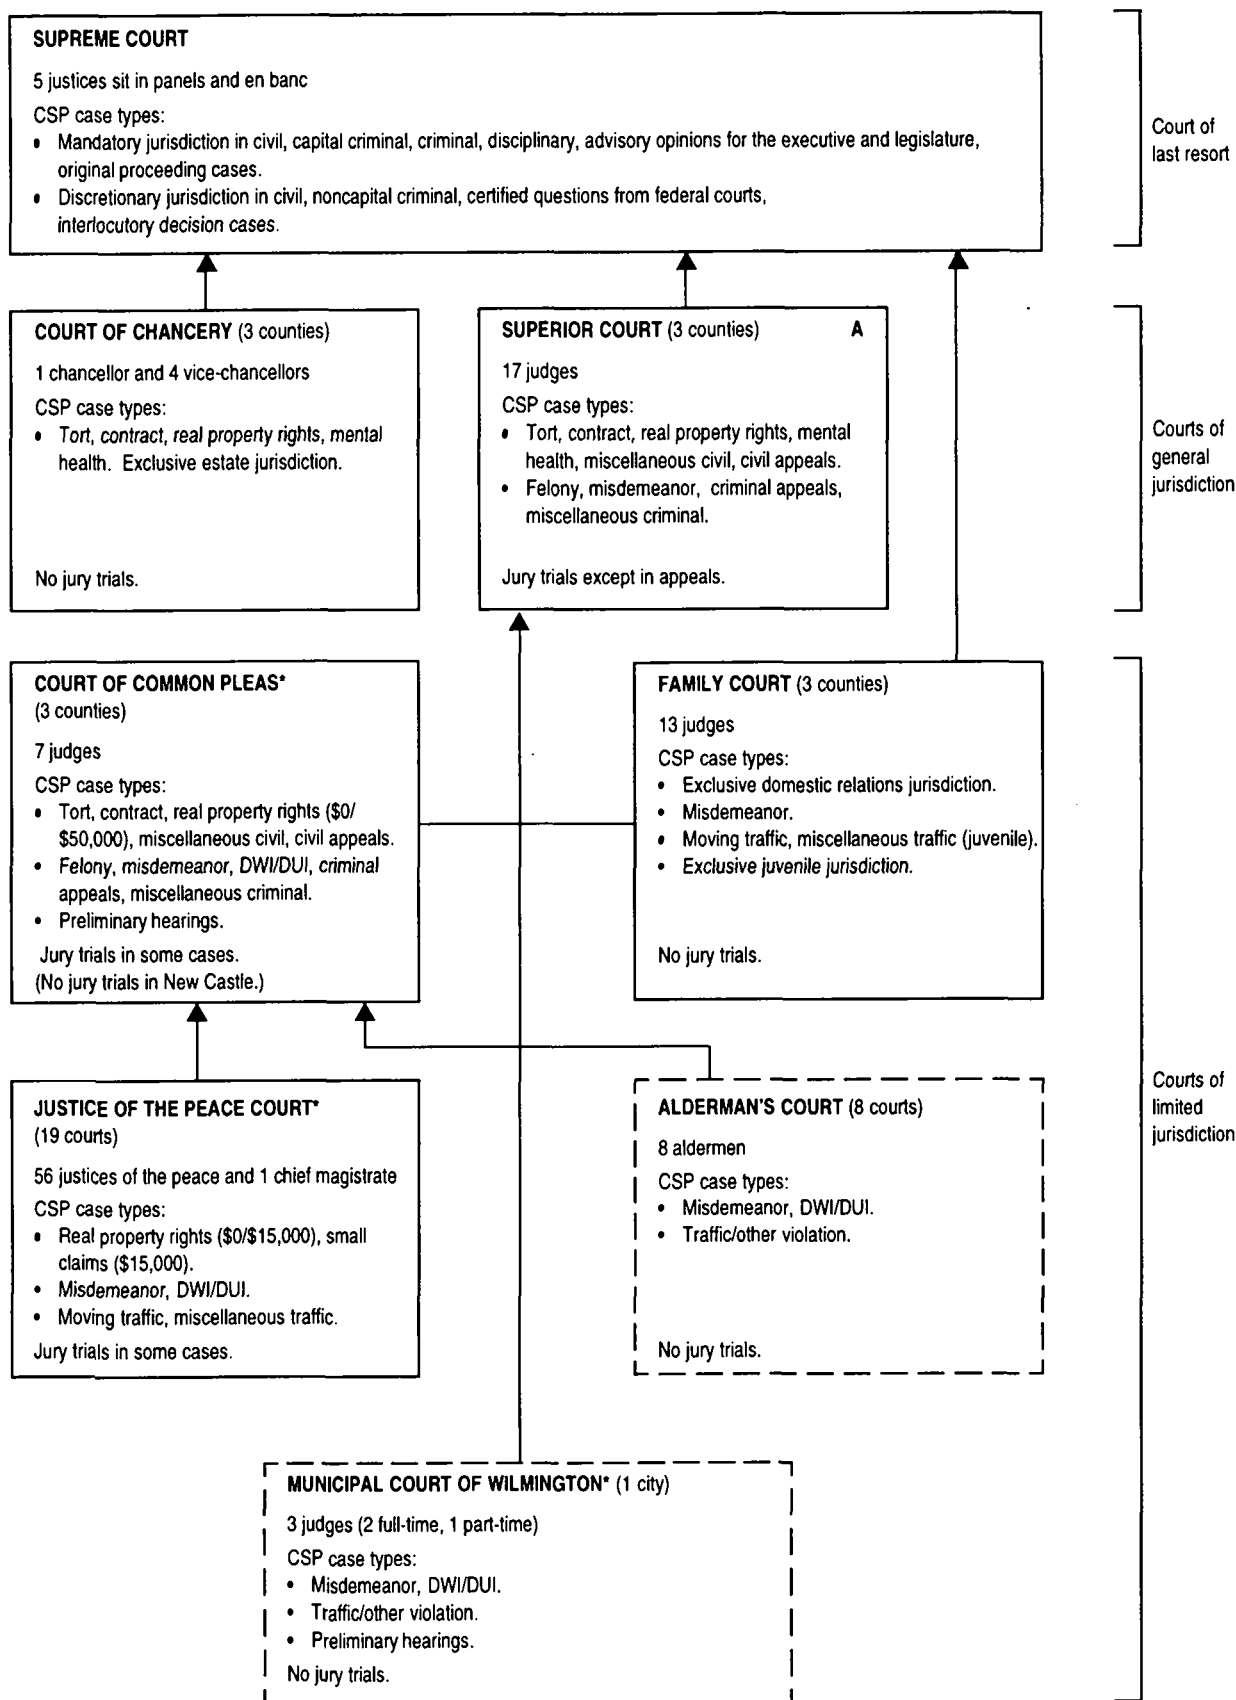 SUPREME COURT
5 justices sit in panels and en banc
CSP case types:
• Mandatory jurisdiction in civil, capital criminal, criminal, disciplinary, advisory opinions for the executive and legislature,
original proceeding cases.
• Discretionary jurisdiction in civil, noncapital criminal, certified questions from federal courts,
interlocutory decision cases.
Court of
last resort
COURT OF CHANCERY (3 counties)
1 chancellor and 4 vice-chancellors
CSP case types:
• Tort, contract, real property rights, mental
health. Exclusive estate jurisdiction.
No jury trials.
SUPERIOR COURT (3 counties) A
17 judges
CSP case types:
• Tort, contract, real property rights, mental
health, miscellaneous civil, civil appeals.
• Felony, misdemeanor, criminal appeals,
miscellaneous criminal.
Jury trials except in appeals.
Courts of
general
jurisdiction
COURT OF COMMON PLEAS*
(3 counties)
7 judges
CSP case types:
• Tort, contract, real property rights ($0/
$50,000), miscellaneous civil, civil appeals.
• Felony, misdemeanor, DWI/DUI, criminal
appeals, miscellaneous criminal.
• Preliminary hearings.
Jury trials in some cases.
(No jury trials in New Castle.)
FAMILY COURT (3 counties)
13 judges
CSP case types:
• Exclusive domestic relations jurisdiction.
• Misdemeanor.
• Moving traffic, miscellaneous traffic (juvenile).
• Exclusive juvenile jurisdiction.
No jury trials.
JUSTICE OF THE PEACE COURT*
(19 courts)
56 justices of the peace and 1 chief magistrate
CSP case types:
• Real property rights ($0/$15,000), small
claims ($15,000).
• Misdemeanor, DWI/DUI.
• Moving traffic, miscellaneous traffic.
Jury trials in some cases.
ALDERMAN'S COURT (8 courts)
8 aldermen
CSP case types:
• Misdemeanor, DWI/DUI.
• Traffic/other violation.
No jury trials.
Courts of
limited
jurisdiction
MUNICIPAL COURT OF WILMINGTON* (1 city)
3 judges (2 full-time, 1 part-time)
CSP case types:
• Misdemeanor, DWI/DUI.
• Traffic/other violation.
• Preliminary hearings.
No jury trials.